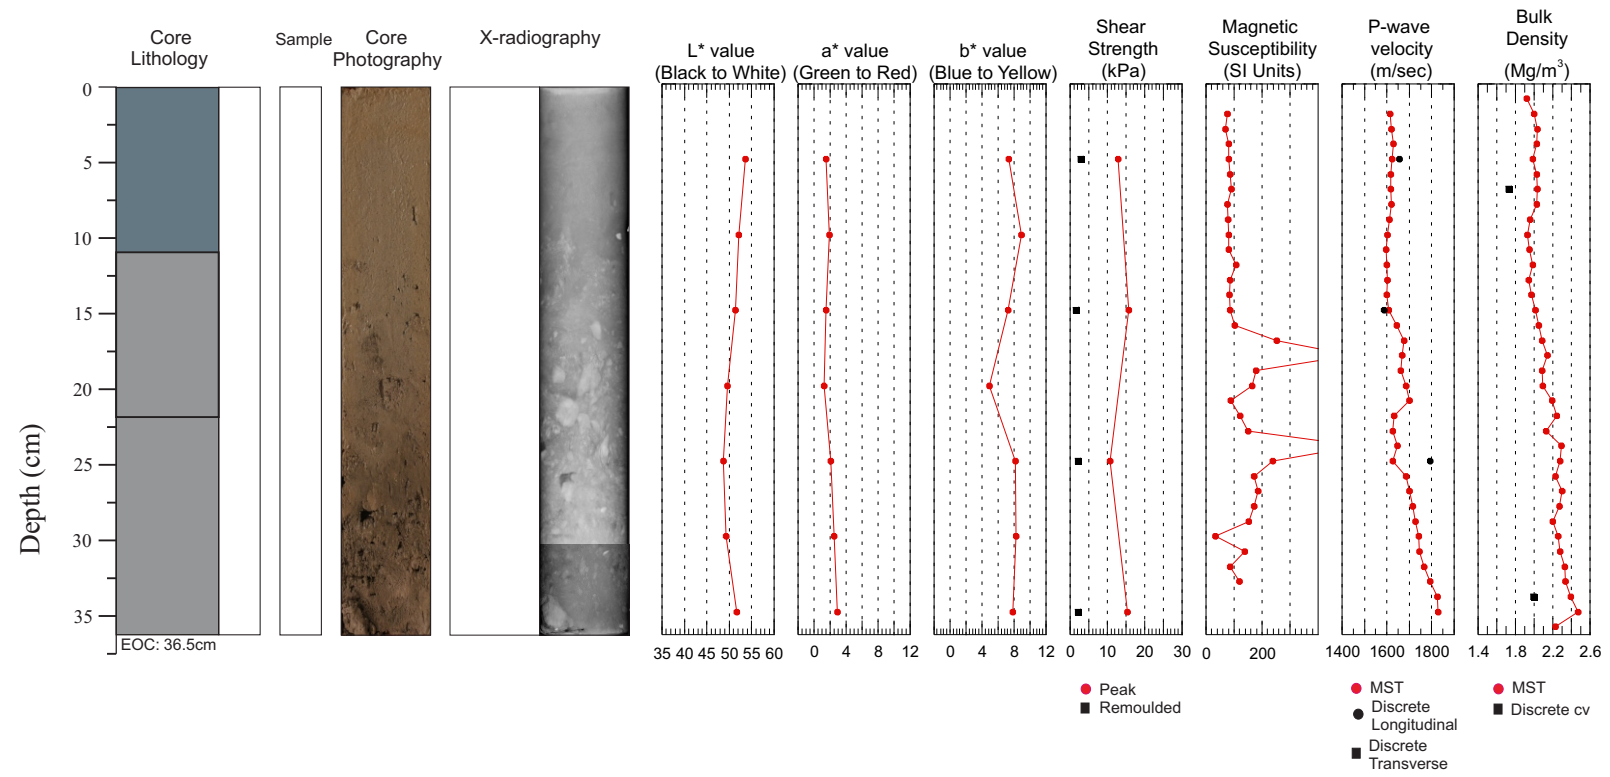 Core
Lithology
Sample
Core
Photography
X-radiography
L* value
(Black to White)
a* value
(Green to Red)
b* value
(Blue to Yellow)
Shear
Strength
(kPa)
Magnetic
Susceptibility
(SI Units)
P-wave
velocity
(m/sec)
Bulk
Density
(Mg/m³)
Depth (cm)
0
5
10
15
20
25
30
35
EOC: 36.5cm
35 40 45 50 55 60
0 4 8 12
0 4 8 12
0 10 20 30
0 200
1400 1600 1800
1.4 1.8 2.2 2.6
Peak
Remoulded
MST
Discrete
Longitudinal
Discrete
Transverse
MST
Discrete cv